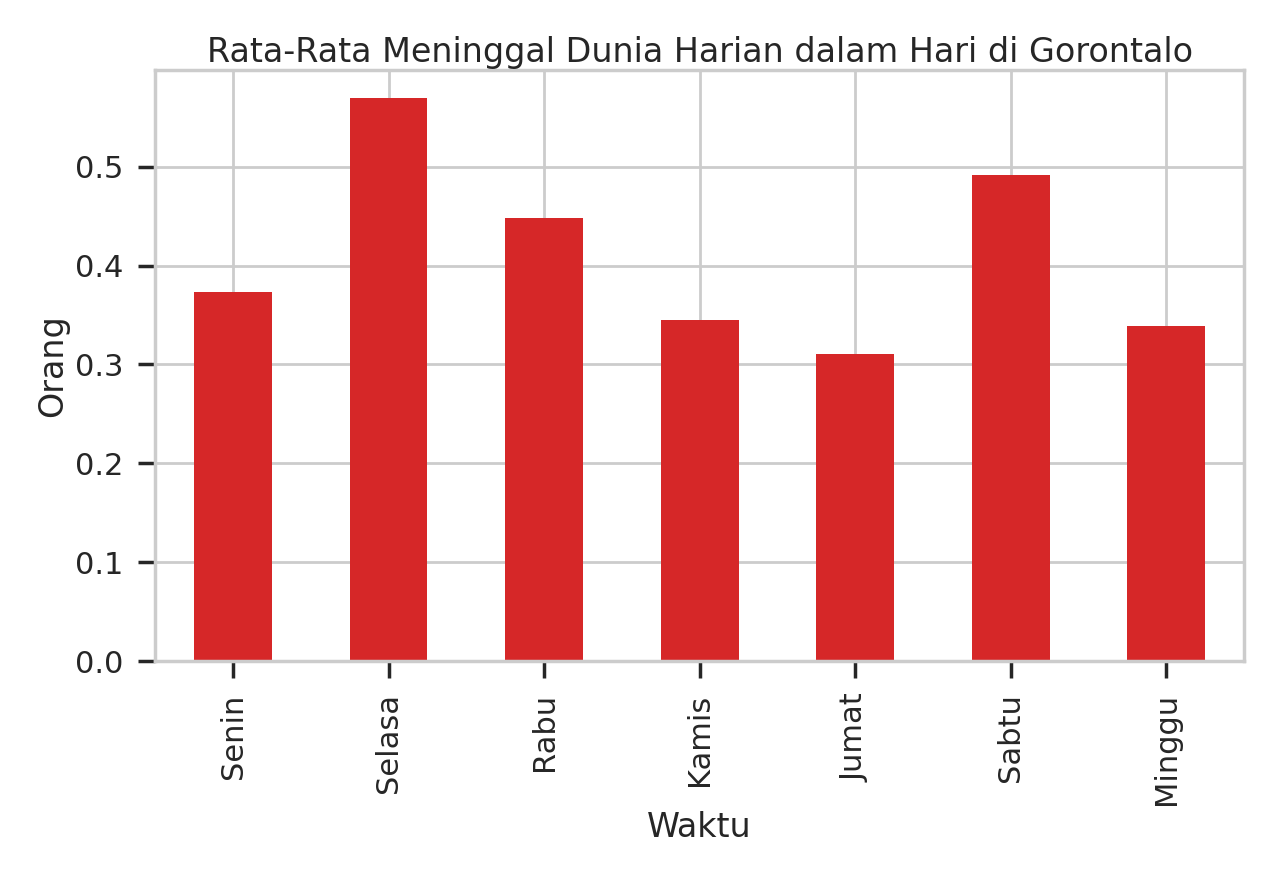 Rata-Rata Meninggal Dunia Harian dalam Hari di Gorontalo
0.5
0.4
0.3
0.2
0.1
0.0
Orang
Senin
Selasa
Rabu
Kamis
Jumat
Sabtu
Minggu
Waktu